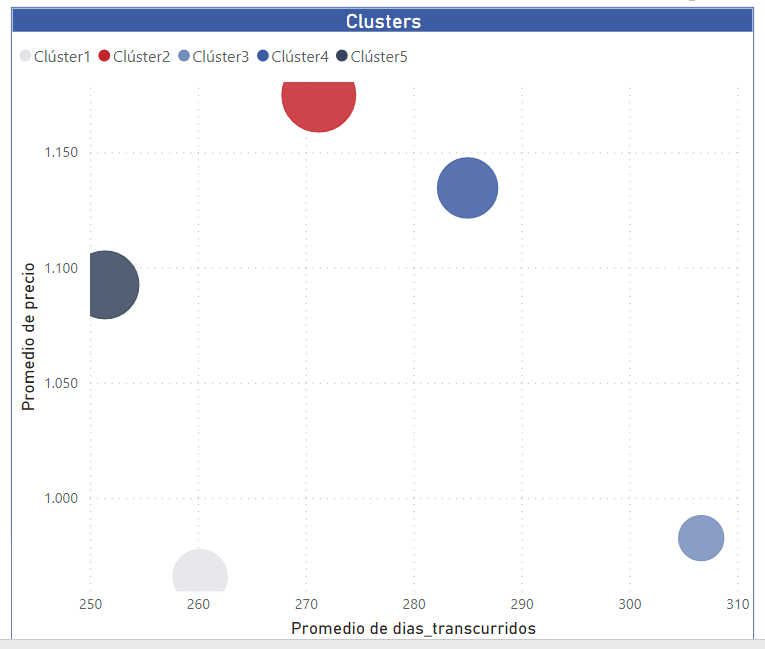 Clusters
Clúster1 Clúster2 Clúster3 Clúster4 Clúster5
Promedio de precio
1.150
1.100
1.050
1.000
250 260 270 280 290 300 310
Promedio de dias_transcurridos